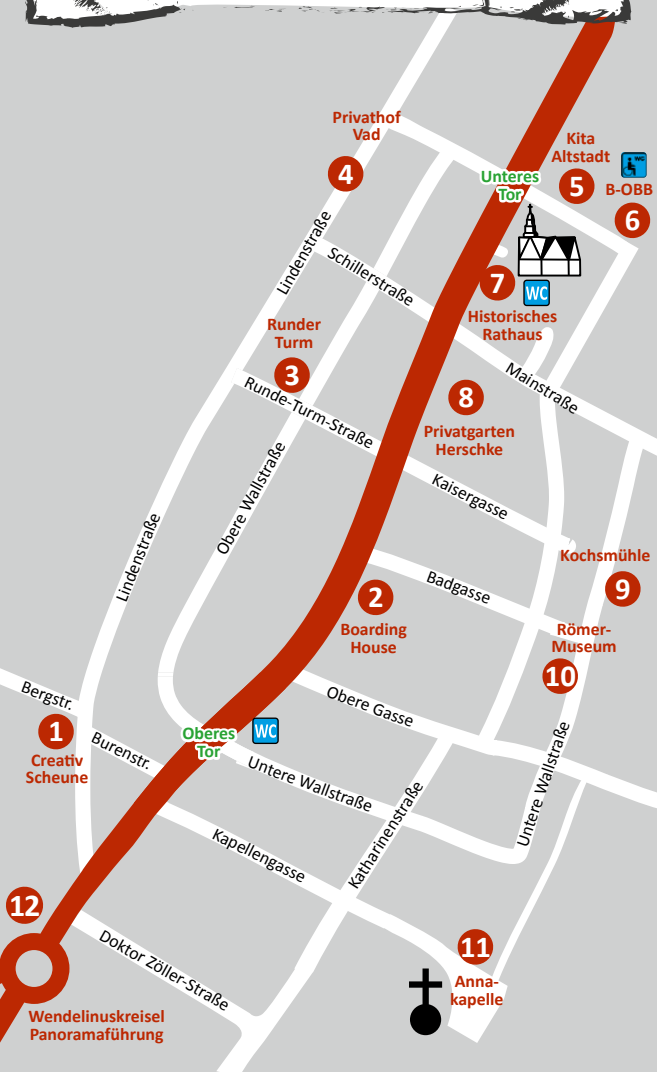 Privathof
Vad
4
Kita
Altstadt
WC
5
B-OBB
6
Unteres
Tor
Lindenstraße
Schillerstraße
7
WC
Historisches
Rathaus
Runder
Turm
3
Mainstraße
Runde-Turm-Straße
8
Privatgarten
Herschke
Obere Wallstraße
Kaisergasse
Lindenstraße
Kochsmühle
9
Badgasse
2
Boarding
House
Römer-
Museum
10
Bergstr.
Obere Gasse
1
Creativ
Scheune
Burenstr.
Oberes
Tor
WC
Untere Wallstraße
Untere Wallstraße
Katharinenstraße
Kapellengasse
12
Doktor Zöller-Straße
11
Anna-
kapelle
Wendelinuskreisel
Panoramaführung